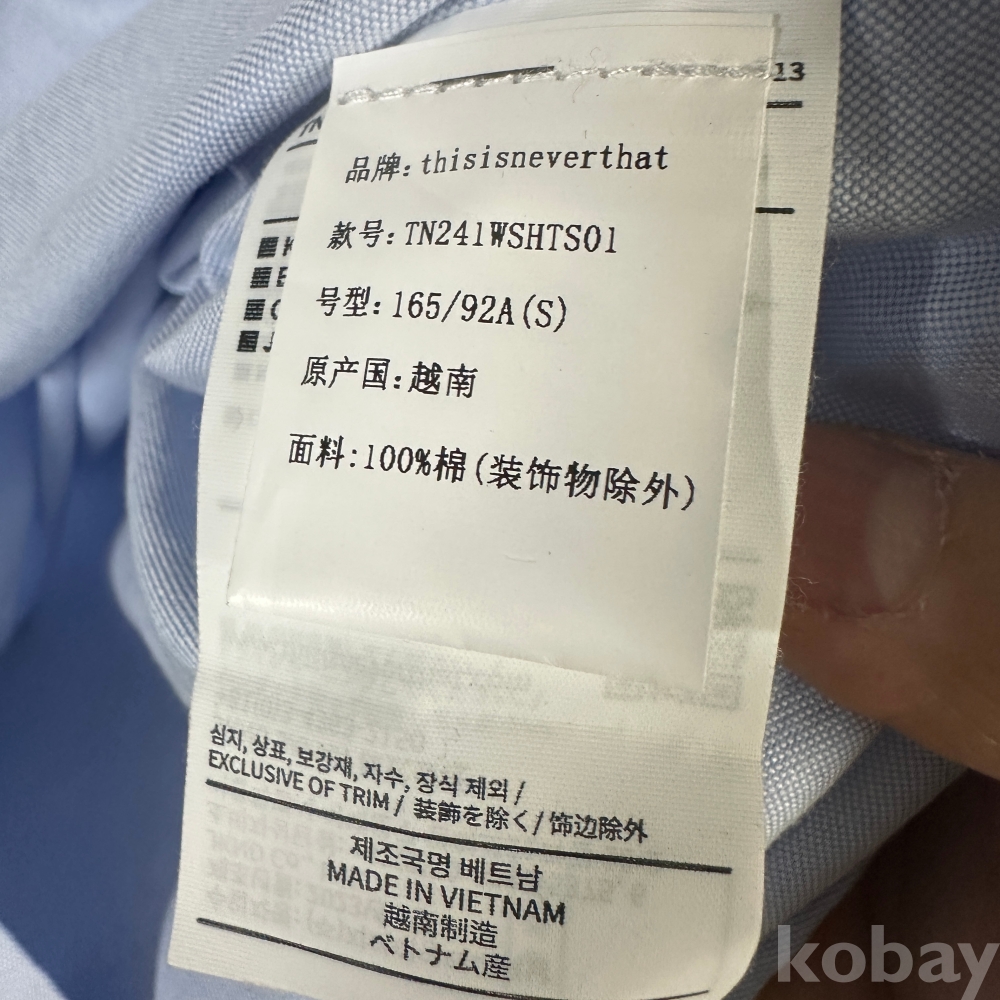 13
品牌:thisisneverthat
款号:TN241WSHTS01
号型:165/92A(S)
原产国:越南
面料:100%棉(装饰物除外)
심지, 상표, 보강재, 자수, 장식 제외 /
EXCLUSIVE OF TRIM / 装飾を除く/ 饰边除外
제조국명 베트남
MADE IN VIETNAM
越南制造
ベトナム産
kobay